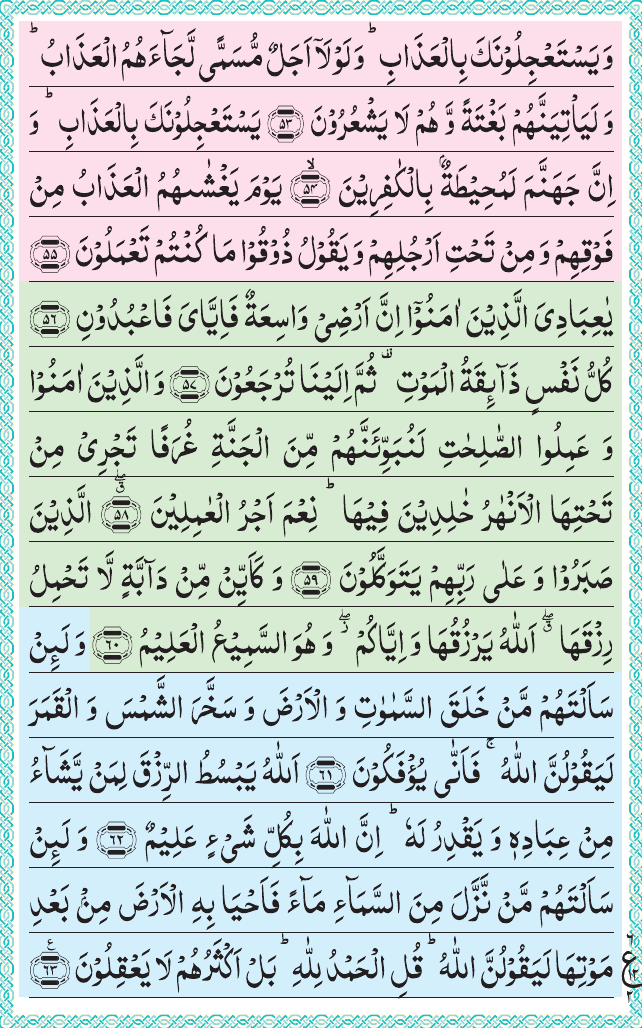 وَيَسْتَعْجِلُوْنَكَ بِالْعَذَابِ ؕ وَلَوْلَاۤ اَجَلٌ مُّسَمًّى لَّجَآءَهُمُ الْعَذَابُ ؕ
وَلَيَاْتِيَنَّهُمْ بَغْتَةً وَّ هُمْ لَا يَشْعُرُوْنَ ﴿۵۳﴾ يَسْتَعْجِلُوْنَكَ بِالْعَذَابِ ؕ وَ
اِنَّ جَهَنَّمَ لَمُحِيْطَةٌۢ بِالْكٰفِرِيْنَ ۙ﴿۵۴﴾ يَوْمَ يَغْشٰىهُمُ الْعَذَابُ مِنْ
فَوْقِهِمْ وَ مِنْ تَحْتِ اَرْجُلِهِمْ وَ يَقُوْلُ ذُوْقُوْا مَا كُنْتُمْ تَعْمَلُوْنَ ﴿۵۵﴾
يٰعِبَادِىَ الَّذِيْنَ اٰمَنُوْۤا اِنَّ اَرْضِىْ وَاسِعَةٌ فَاِيَّاىَ فَاعْبُدُوْنِ ﴿۵۶﴾
كُلُّ نَفْسٍ ذَآئِقَةُ الْمَوْتِ ۟ ثُمَّ اِلَيْنَا تُرْجَعُوْنَ ﴿۵۷﴾ وَالَّذِيْنَ اٰمَنُوْا
وَ عَمِلُوا الصّٰلِحٰتِ لَنُبَوِّئَنَّهُمْ مِّنَ الْجَنَّةِ غُرَفًا تَجْرِىْ مِنْ
تَحْتِهَا الْاَنْهٰرُ خٰلِدِيْنَ فِيْهَا ؕ نِعْمَ اَجْرُ الْعٰمِلِيْنَ ۖۗ﴿۵۸﴾ الَّذِيْنَ
صَبَرُوْا وَ عَلٰى رَبِّهِمْ يَتَوَكَّلُوْنَ ﴿۵۹﴾ وَ كَاَيِّنْ مِّنْ دَآبَّةٍ لَّا تَحْمِلُ
رِزْقَهَا ۖۗ اَللّٰهُ يَرْزُقُهَا وَ اِيَّاكُمْ ۖؗ وَ هُوَ السَّمِيْعُ الْعَلِيْمُ ﴿۶۰﴾ وَ لَئِنْ
سَاَلْتَهُمْ مَّنْ خَلَقَ السَّمٰوٰتِ وَ الْاَرْضَ وَ سَخَّرَ الشَّمْسَ وَ الْقَمَرَ
لَيَقُوْلُنَّ اللّٰهُ ۚ فَاَنّٰى يُؤْفَكُوْنَ ﴿۶۱﴾ اَللّٰهُ يَبْسُطُ الرِّزْقَ لِمَنْ يَّشَآءُ
مِنْ عِبَادِهٖ وَ يَقْدِرُ لَهٗ ؕ اِنَّ اللّٰهَ بِكُلِّ شَىْءٍ عَلِيْمٌ ﴿۶۲﴾ وَ لَئِنْ
سَاَلْتَهُمْ مَّنْ نَّزَّلَ مِنَ السَّمَآءِ مَآءً فَاَحْيَا بِهِ الْاَرْضَ مِنْۢ بَعْدِ
مَوْتِهَا لَيَقُوْلُنَّ اللّٰهُ ؕ قُلِ الْحَمْدُ لِلّٰهِ ؕ بَلْ اَكْثَرُهُمْ لَا يَعْقِلُوْنَ ﴿۶۳﴾